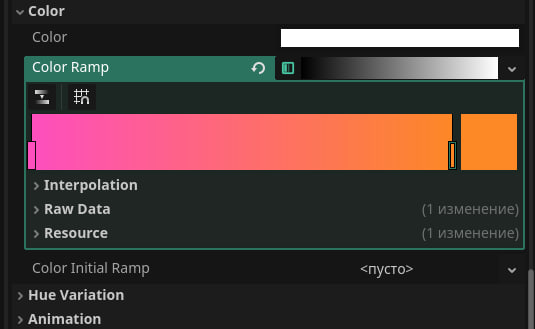 Color
Color
Color Ramp
Interpolation
Raw Data (1 изменение)
Resource (1 изменение)
Color Initial Ramp <пусто>
Hue Variation
Animation